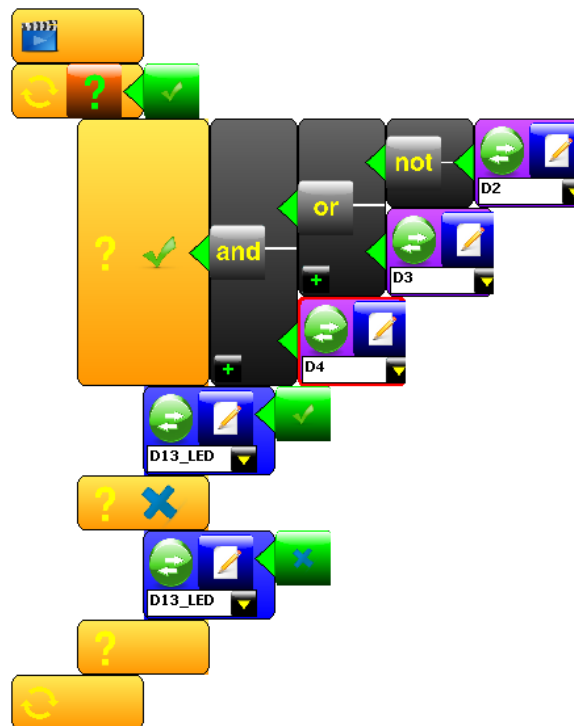 ?
not
D2
or
? and
D3
+
D4
+
D13_LED
?
D13_LED
?